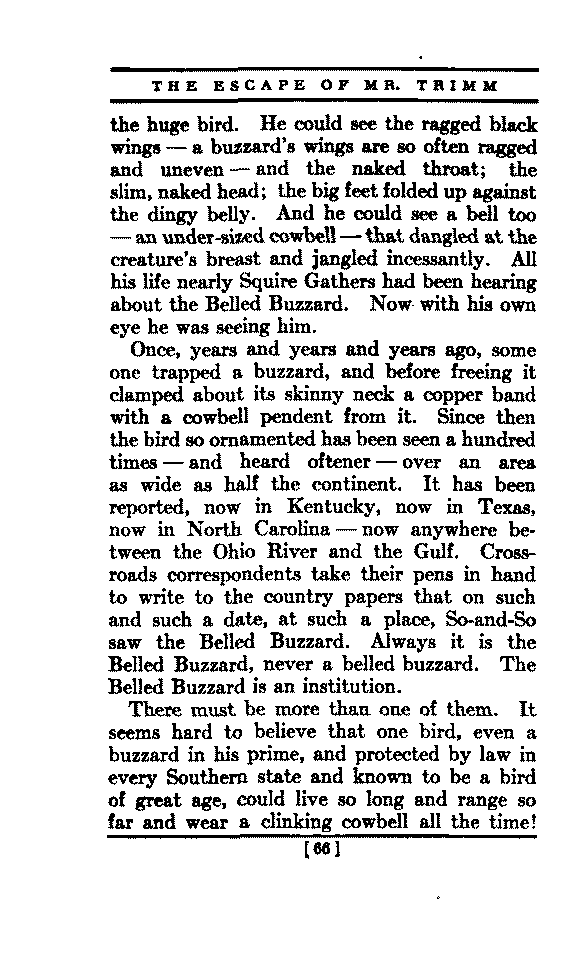 THE ESCAPE OF MR. TRIMM
the huge bird. He could see the ragged black
wings — a buzzard's wings are so often ragged
and uneven — and the naked throat; the
slim, naked head; the big feet folded up against
the dingy belly. And he could see a bell too
— an under-sized cowbell — that dangled at the
creature's breast and jangled incessantly. All
his life nearly Squire Gathers had been hearing
about the Belled Buzzard. Now with his own
eye he was seeing him.
Once, years and years and years ago, some
one trapped a buzzard, and before freeing it
clamped about its skinny neck a copper band
with a cowbell pendent from it. Since then
the bird so ornamented has been seen a hundred
times — and heard oftener — over an area
as wide as half the continent. It has been
reported, now in Kentucky, now in Texas,
now in North Carolina — now anywhere be-
tween the Ohio River and the Gulf. Cross-
roads correspondents take their pens in hand
to write to the country papers that on such
and such a date, at such a place, So-and-So
saw the Belled Buzzard. Always it is the
Belled Buzzard, never a belled buzzard. The
Belled Buzzard is an institution.
There must be more than one of them. It
seems hard to believe that one bird, even a
buzzard in his prime, and protected by law in
every Southern state and known to be a bird
of great age, could live so long and range so
far and wear a clinking cowbell all the time!
[66]